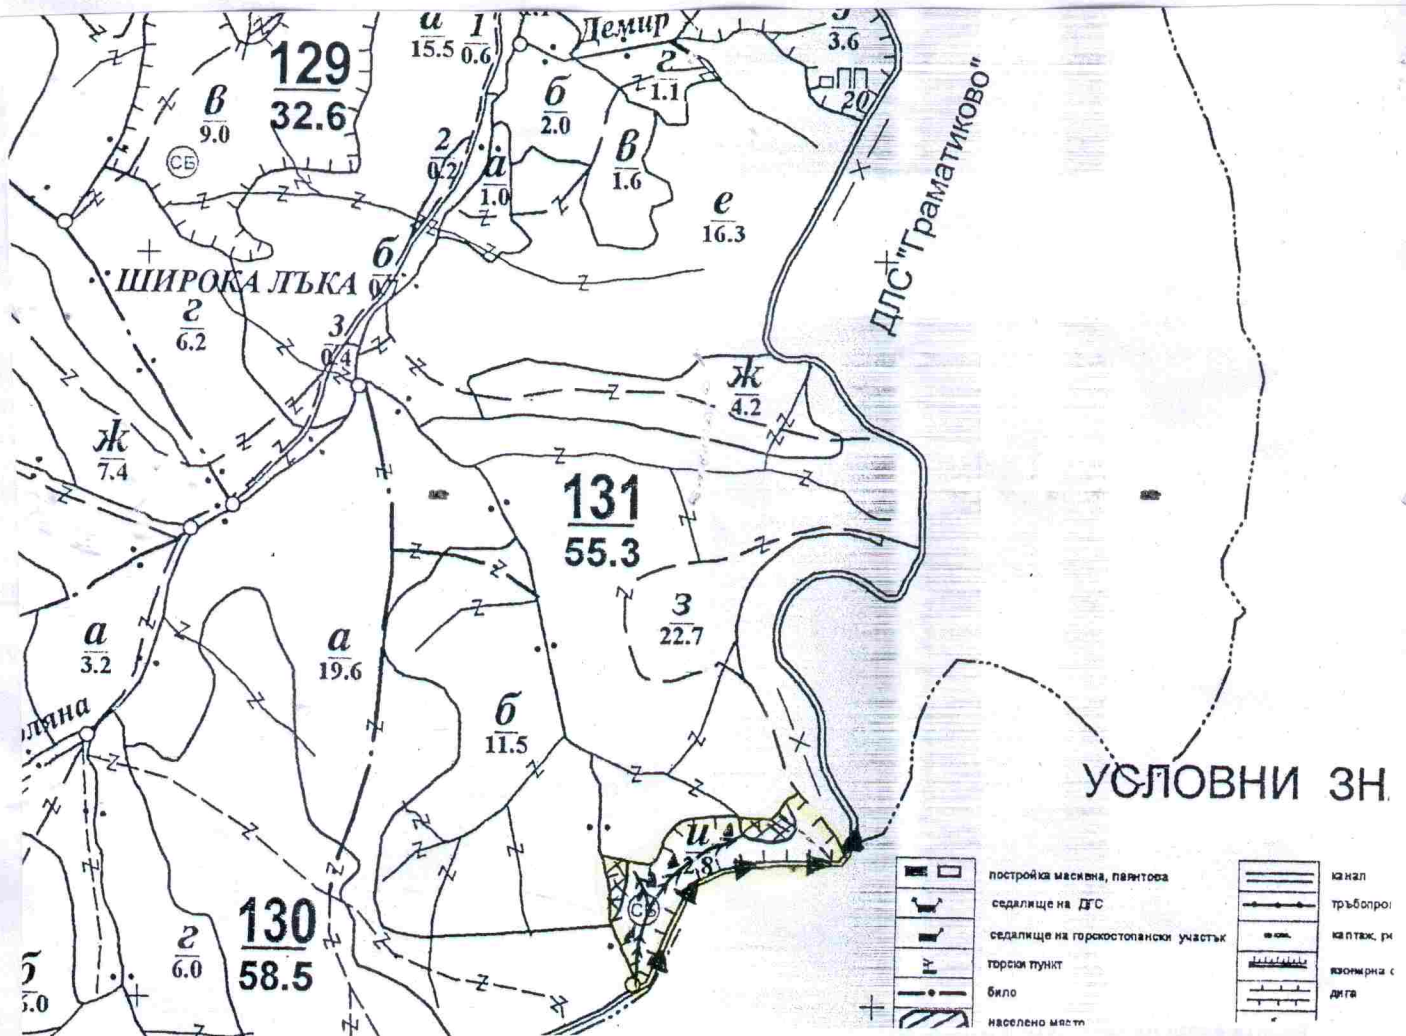 а
15.5
1
0.6
Демир
3.6
20
129
32.6
в
9.0
СБ
б
2.0
г
1.1
2
0.2
а
1.0
в
1.6
е
16.3
ДЛС "Граматиково"
ШИРОКА ЛЪКА
б
г
6.2
3
0.4
ж
4.2
ж
7.4
131
55.3
з
22.7
а
3.2
а
19.6
б
11.5
УСЛОВНИ ЗН
и
2.8
СБ
130
58.5
г
6.0
б
постройка масивна, паянтова
седалище на ДГС
седалище на горскостопански участък
горски пункт
било
населено място
канал
тръбопро
каптаж, ре
дига